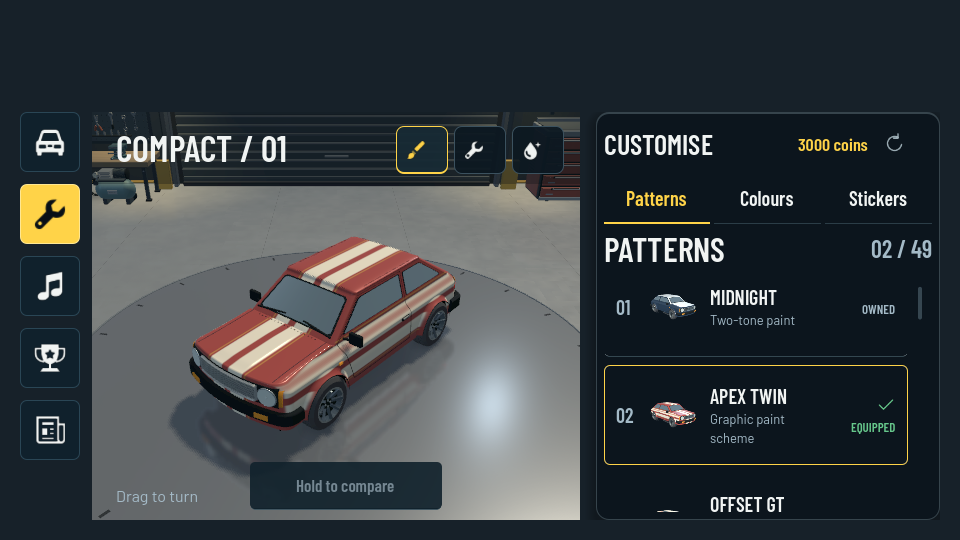 COMPACT / 01
Drag to turn
Hold to compare
CUSTOMISE
3000 coins
Patterns
Colours
Stickers
PATTERNS
02 / 49
01
MIDNIGHT
Two-tone paint
OWNED
02
APEX TWIN
Graphic paint
scheme
EQUIPPED
OFFSET GT